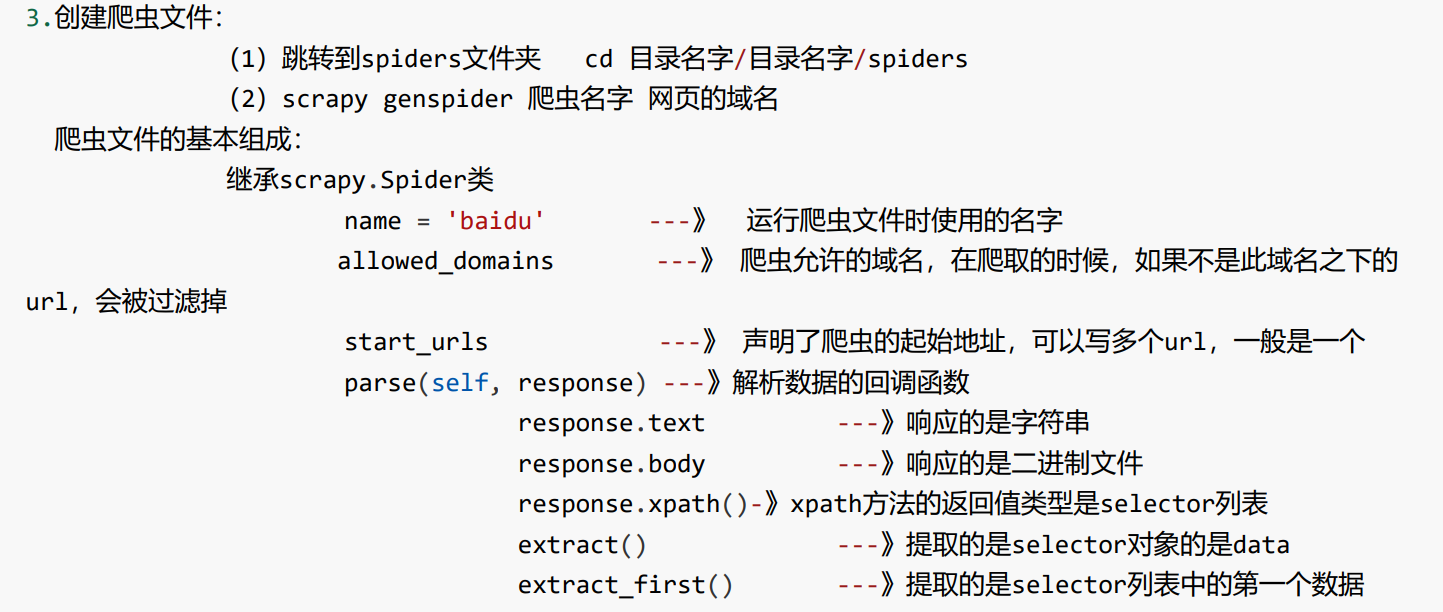 3.创建爬虫文件：
（1）跳转到spiders文件夹 cd 目录名字/目录名字/spiders
（2）scrapy genspider 爬虫名字 网页的域名
爬虫文件的基本组成：
继承scrapy.Spider类
name = 'baidu' ---》 运行爬虫文件时使用的名字
allowed_domains ---》 爬虫允许的域名，在爬取的时候，如果不是此域名之下的
url，会被过滤掉
start_urls ---》 声明了爬虫的起始地址，可以写多个url，一般是一个
parse(self, response) ---》解析数据的回调函数
response.text ---》响应的是字符串
response.body ---》响应的是二进制文件
response.xpath()-》xpath方法的返回值类型是selector列表
extract() ---》提取的是selector对象的是data
extract_first() ---》提取的是selector列表中的第一个数据